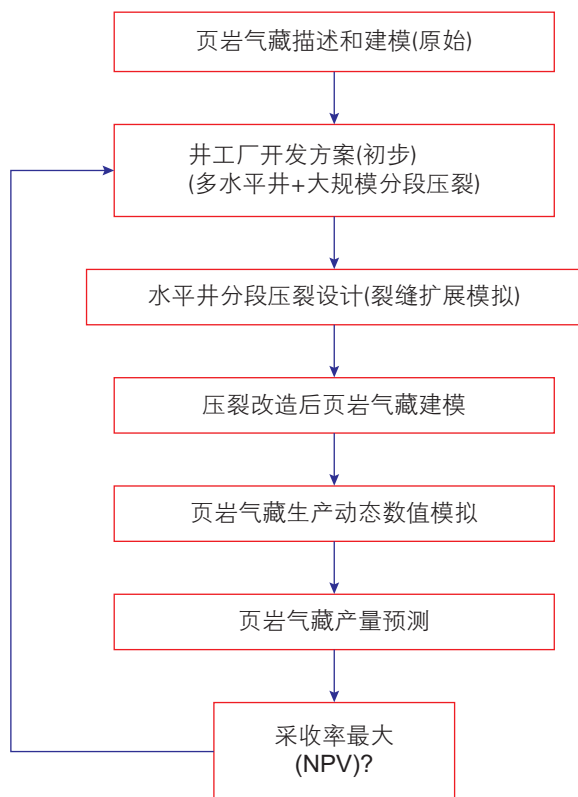 页岩气藏描述和建模(原始)
井工厂开发方案(初步)
(多水平井+大规模分段压裂)
水平井分段压裂设计(裂缝扩展模拟)
压裂改造后页岩气藏建模
页岩气藏生产动态数值模拟
页岩气藏产量预测
采收率最大
(NPV)?